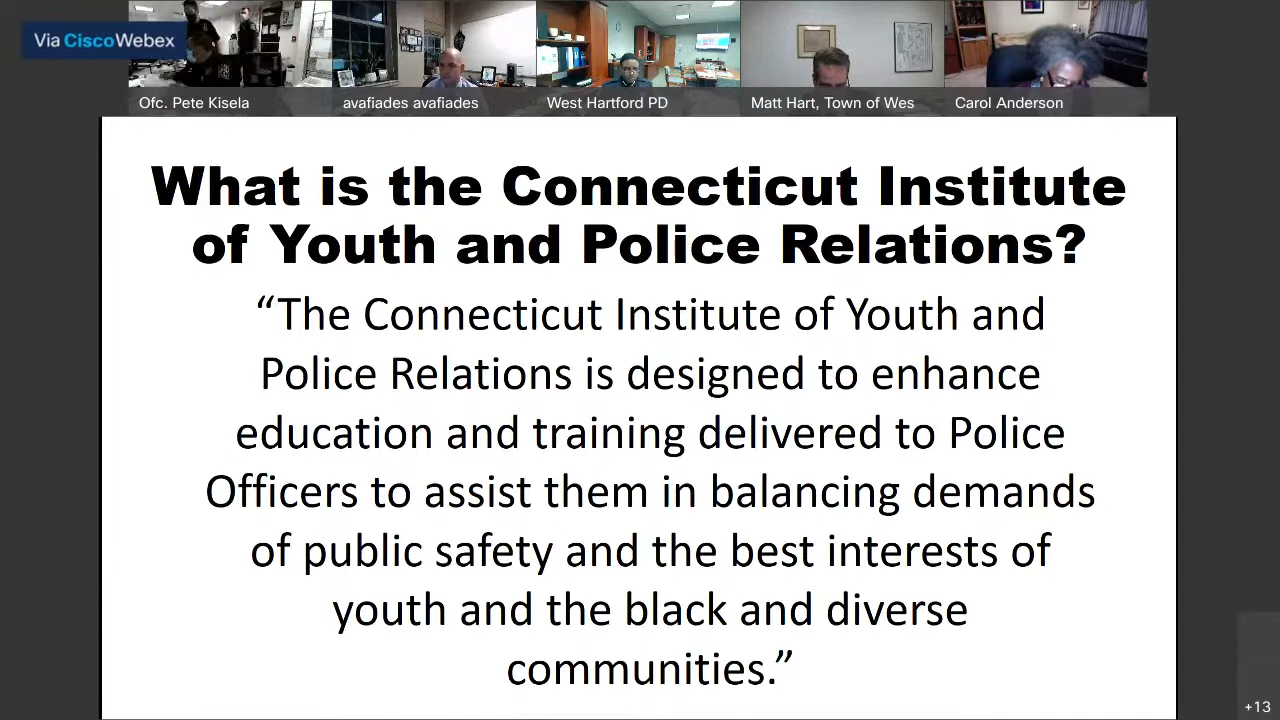 Via CiscoWebex
Ofc. Pete Kisela
avafiades avafiades
West Hartford PD
Matt Hart, Town of Wes
Carol Anderson
What is the Connecticut Institute
of Youth and Police Relations?
“The Connecticut Institute of Youth and
Police Relations is designed to enhance
education and training delivered to Police
Officers to assist them in balancing demands
of public safety and the best interests of
youth and the black and diverse
communities.”
+13